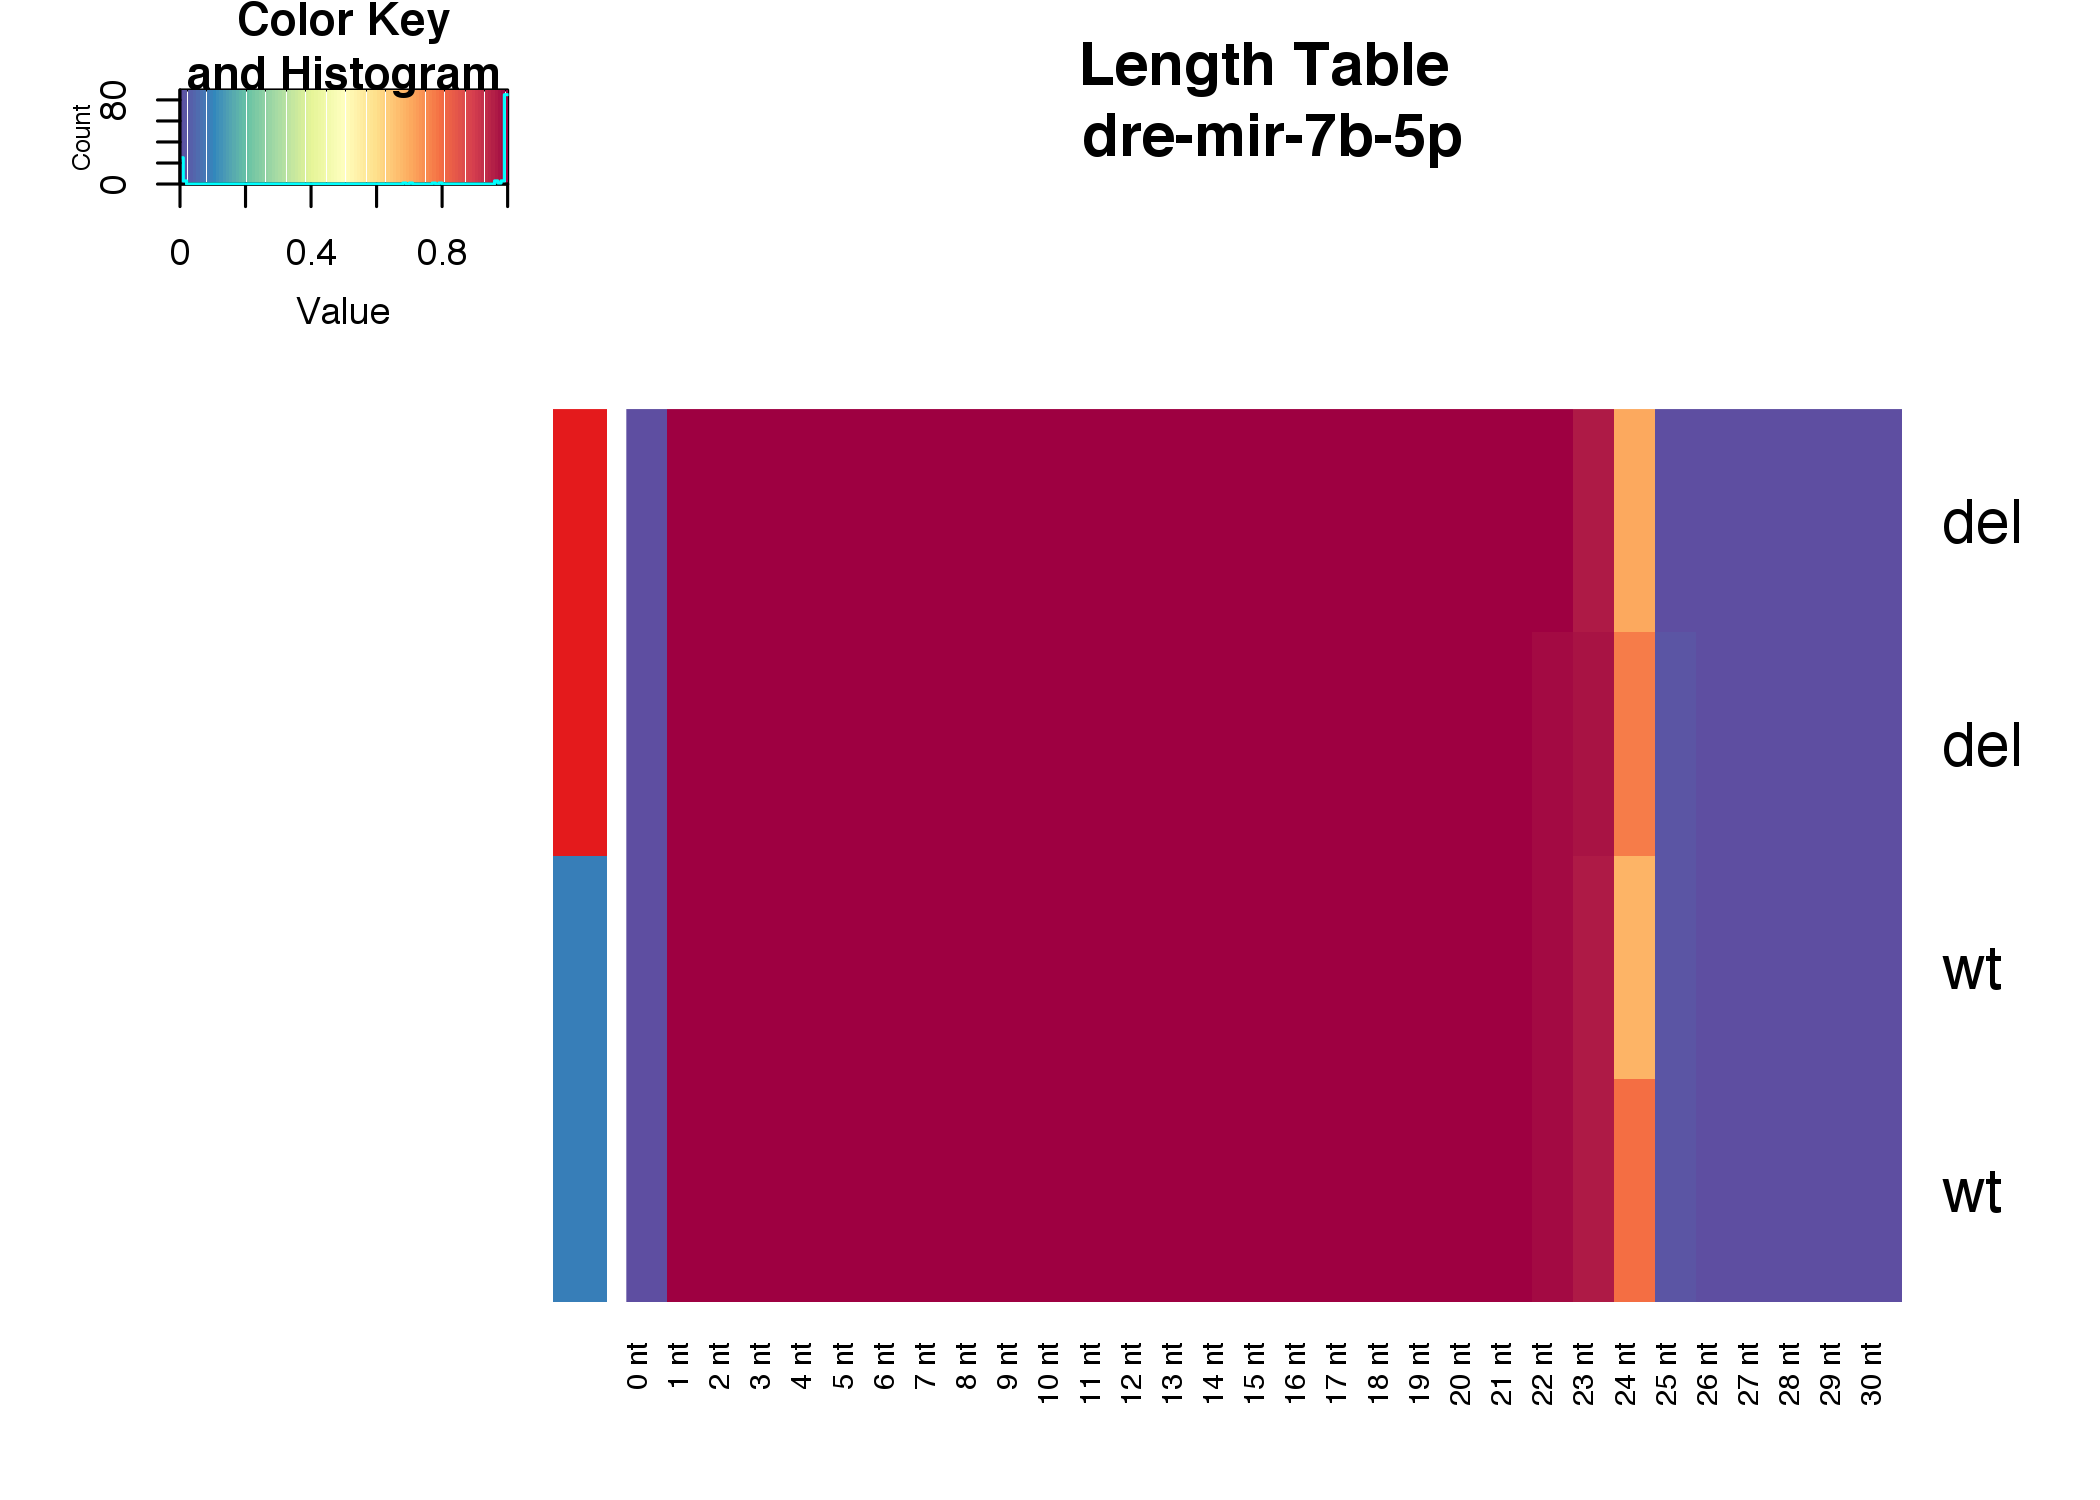 Color Key
and Histogram
Length Table
dre-mir-7b-5p
Count
0 80
0 0.4 0.8
Value
del
del
wt
wt
0 nt
1 nt
2 nt
3 nt
4 nt
5 nt
6 nt
7 nt
8 nt
9 nt
10 nt
11 nt
12 nt
13 nt
14 nt
15 nt
16 nt
17 nt
18 nt
19 nt
20 nt
21 nt
22 nt
23 nt
24 nt
25 nt
26 nt
27 nt
28 nt
29 nt
30 nt